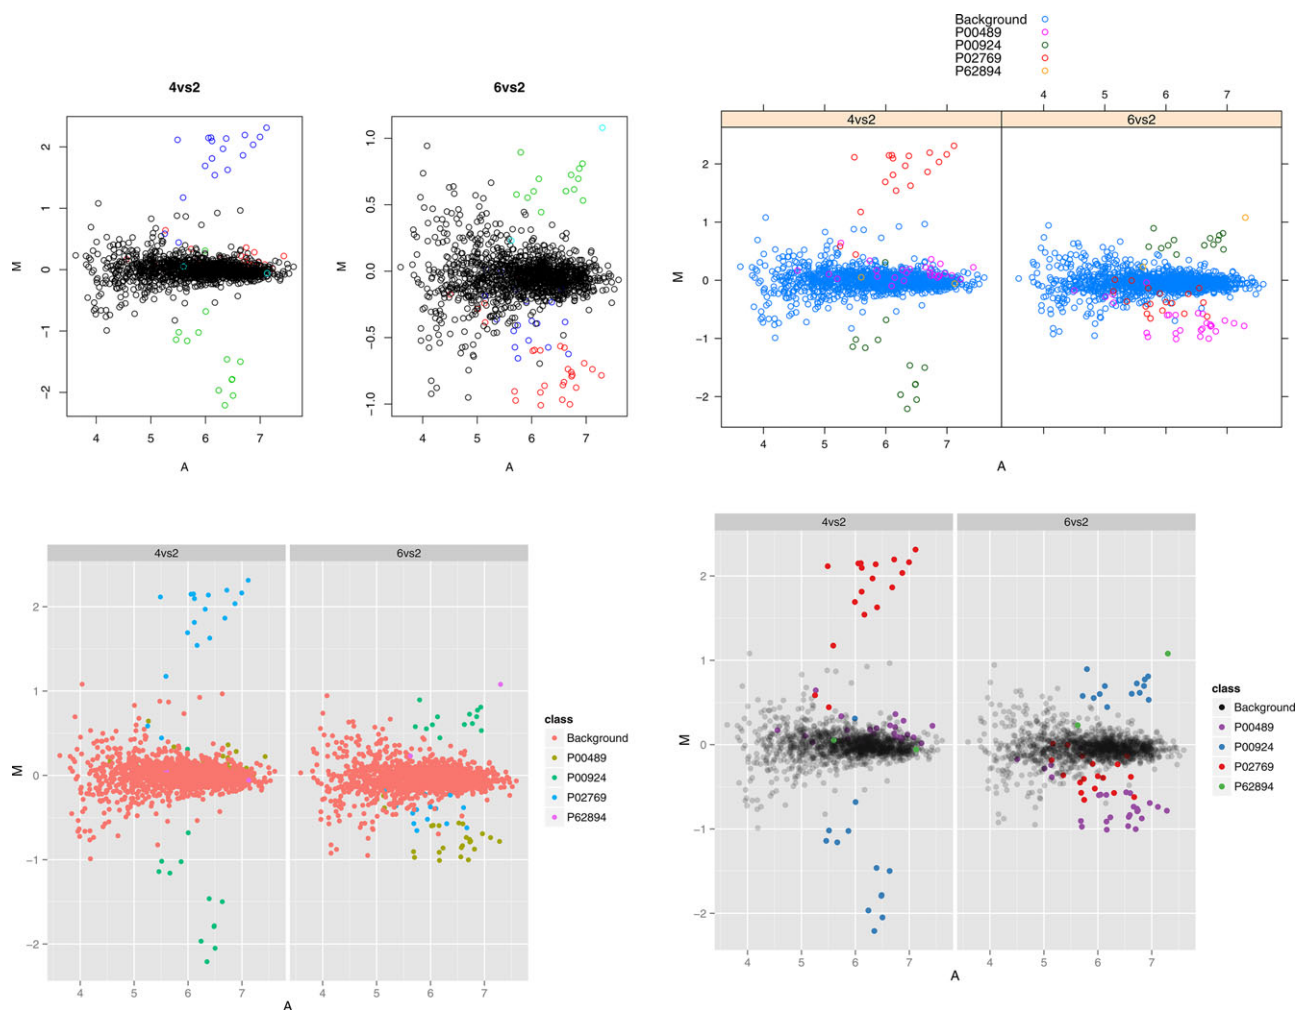 4vs2
6vs2
M
2
1
0
-1
-2
4 5 6 7
A
M
1.0
0.5
0.0
-0.5
-1.0
4 5 6 7
A
Background
P00489
P00924
P02769
P62894
4 5 6 7
4vs2
6vs2
M
2
1
0
-1
-2
4 5 6 7
A
4vs2
6vs2
M
2
1
0
-1
-2
4 5 6 7
4 5 6 7
A
class
Background
P00489
P00924
P02769
P62894
4vs2
6vs2
M
2
1
0
-1
-2
4 5 6 7
4 5 6 7
A
class
Background
P00489
P00924
P02769
P62894